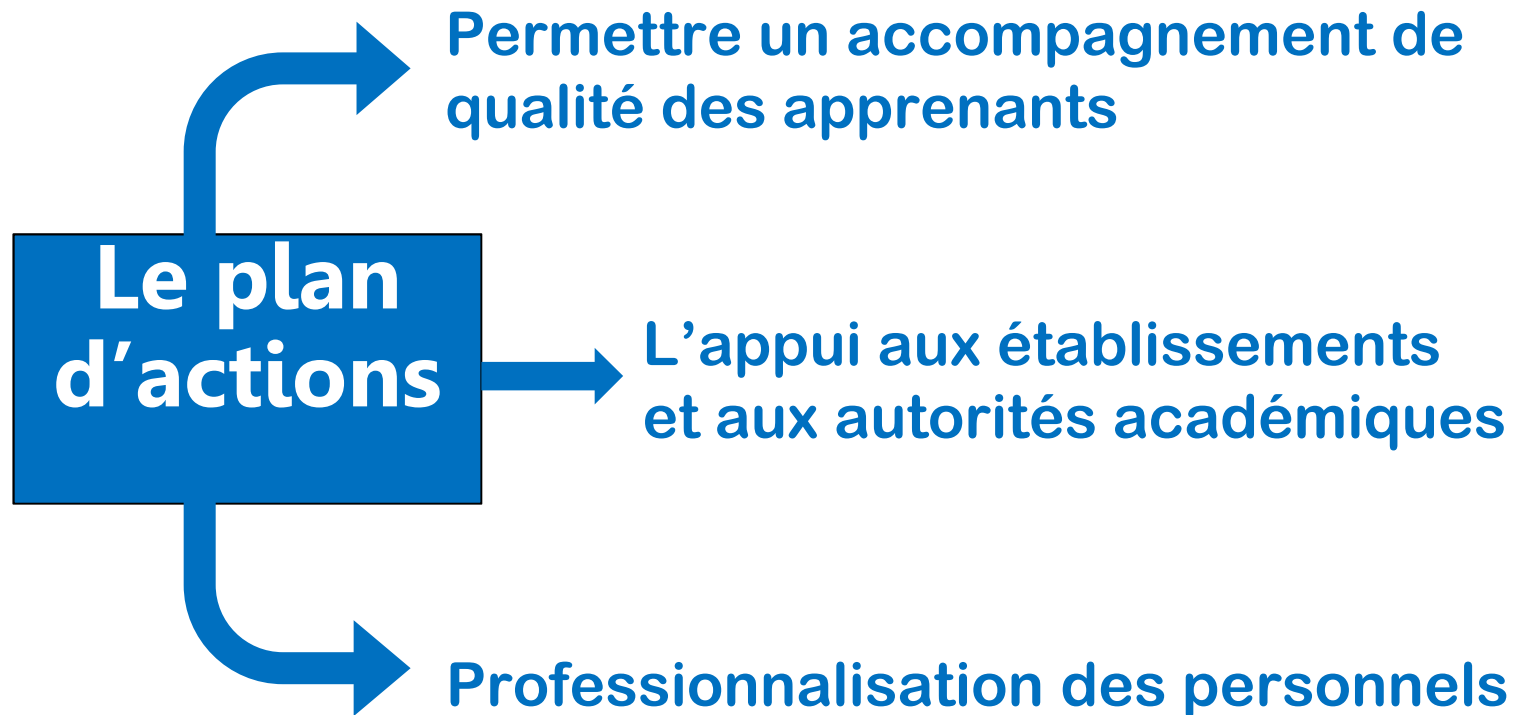 Permettre un accompagnement de
qualité des apprenants
Le plan
d’actions
L’appui aux établissements
et aux autorités académiques
Professionnalisation des personnels